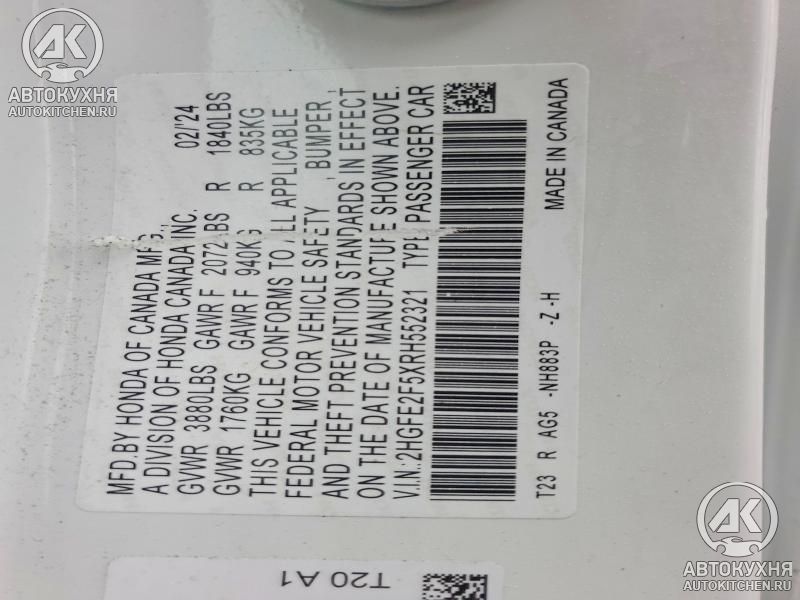 MFD.BY HONDA OF CANADA MFG.,
A DIVISION OF HONDA CANADA INC. 02/'24
GVWR 3880LBS GAWR F 2072LBS R 1840LBS
GVWR 1760KG GAWR F 940KG R 835KG
THIS VEHICLE CONFORMS TO ALL APPLICABLE
FEDERAL MOTOR VEHICLE SAFETY , BUMPER ,
AND THEFT PREVENTION STANDARDS IN EFFECT
ON THE DATE OF MANUFACTURE SHOWN ABOVE.
V.I.N.:2HGFE2F5XRH552321 TYPE:PASSENGER CAR
T23 R AG5 -NH883P -Z-H MADE IN CANADA
T20 A1
АК
АВТОКУХНЯ
AUTOKITCHEN.RU
АК
АВТОКУХНЯ
AUTOKITCHEN.RU